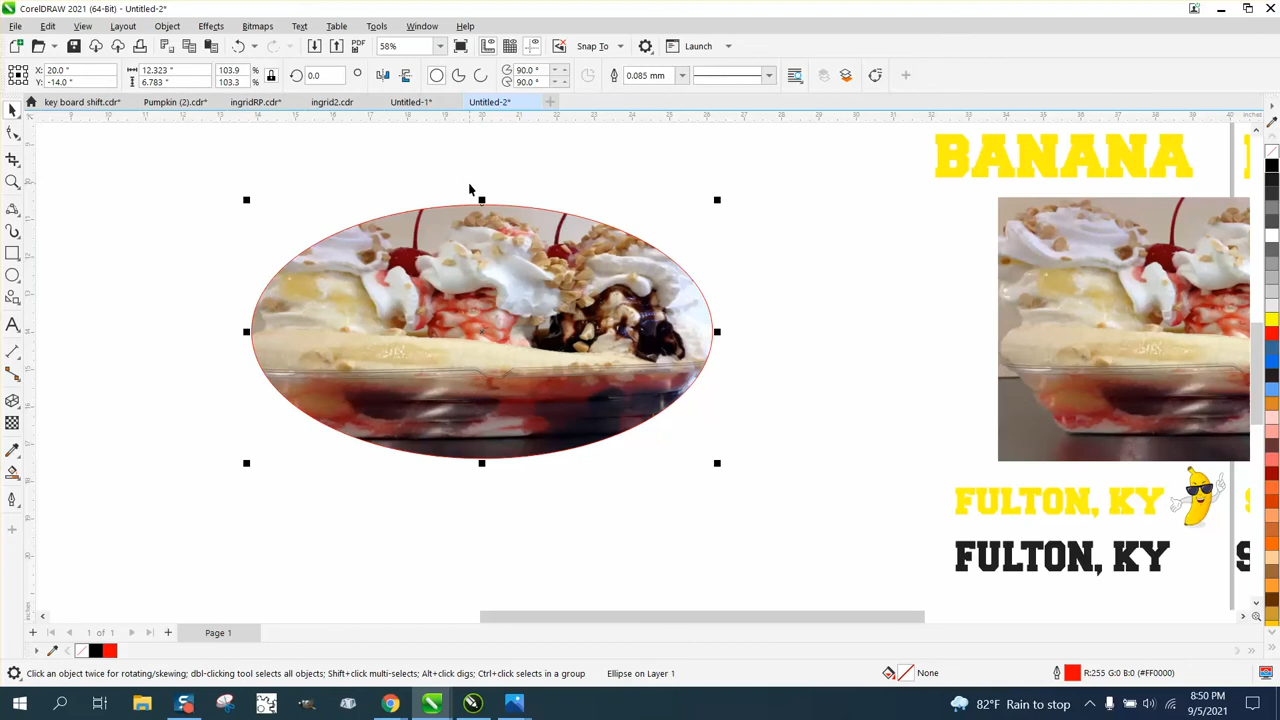 CorelDRAW 2021 (64-Bit) - Untitled-2*
File Edit View Layout Object Effects Bitmaps Text Table Tools Window Help
PDF 58% Snap To Launch
X: 20.0 " 12.323 " 103.9 % 0.0 90.0 ° 0.085 mm
Y: -14.0 " 6.783 " 103.3 % 90.0 °
key board shift.cdr* Pumpkin (2).cdr* ingridRP.cdr* ingrid2.cdr Untitled-1* Untitled-2*
inches
BANANA
FULTON, KY
FULTON, KY
inches
1 of 1 Page 1
Click an object twice for rotating/skewing; dbl-clicking tool selects all objects; Shift+click multi-selects; Alt+click digs; Ctrl+click selects in a group Ellipse on Layer 1 None R:255 G:0 B:0 (#FF0000)
82°F Rain to stop 8:50 PM
9/5/2021